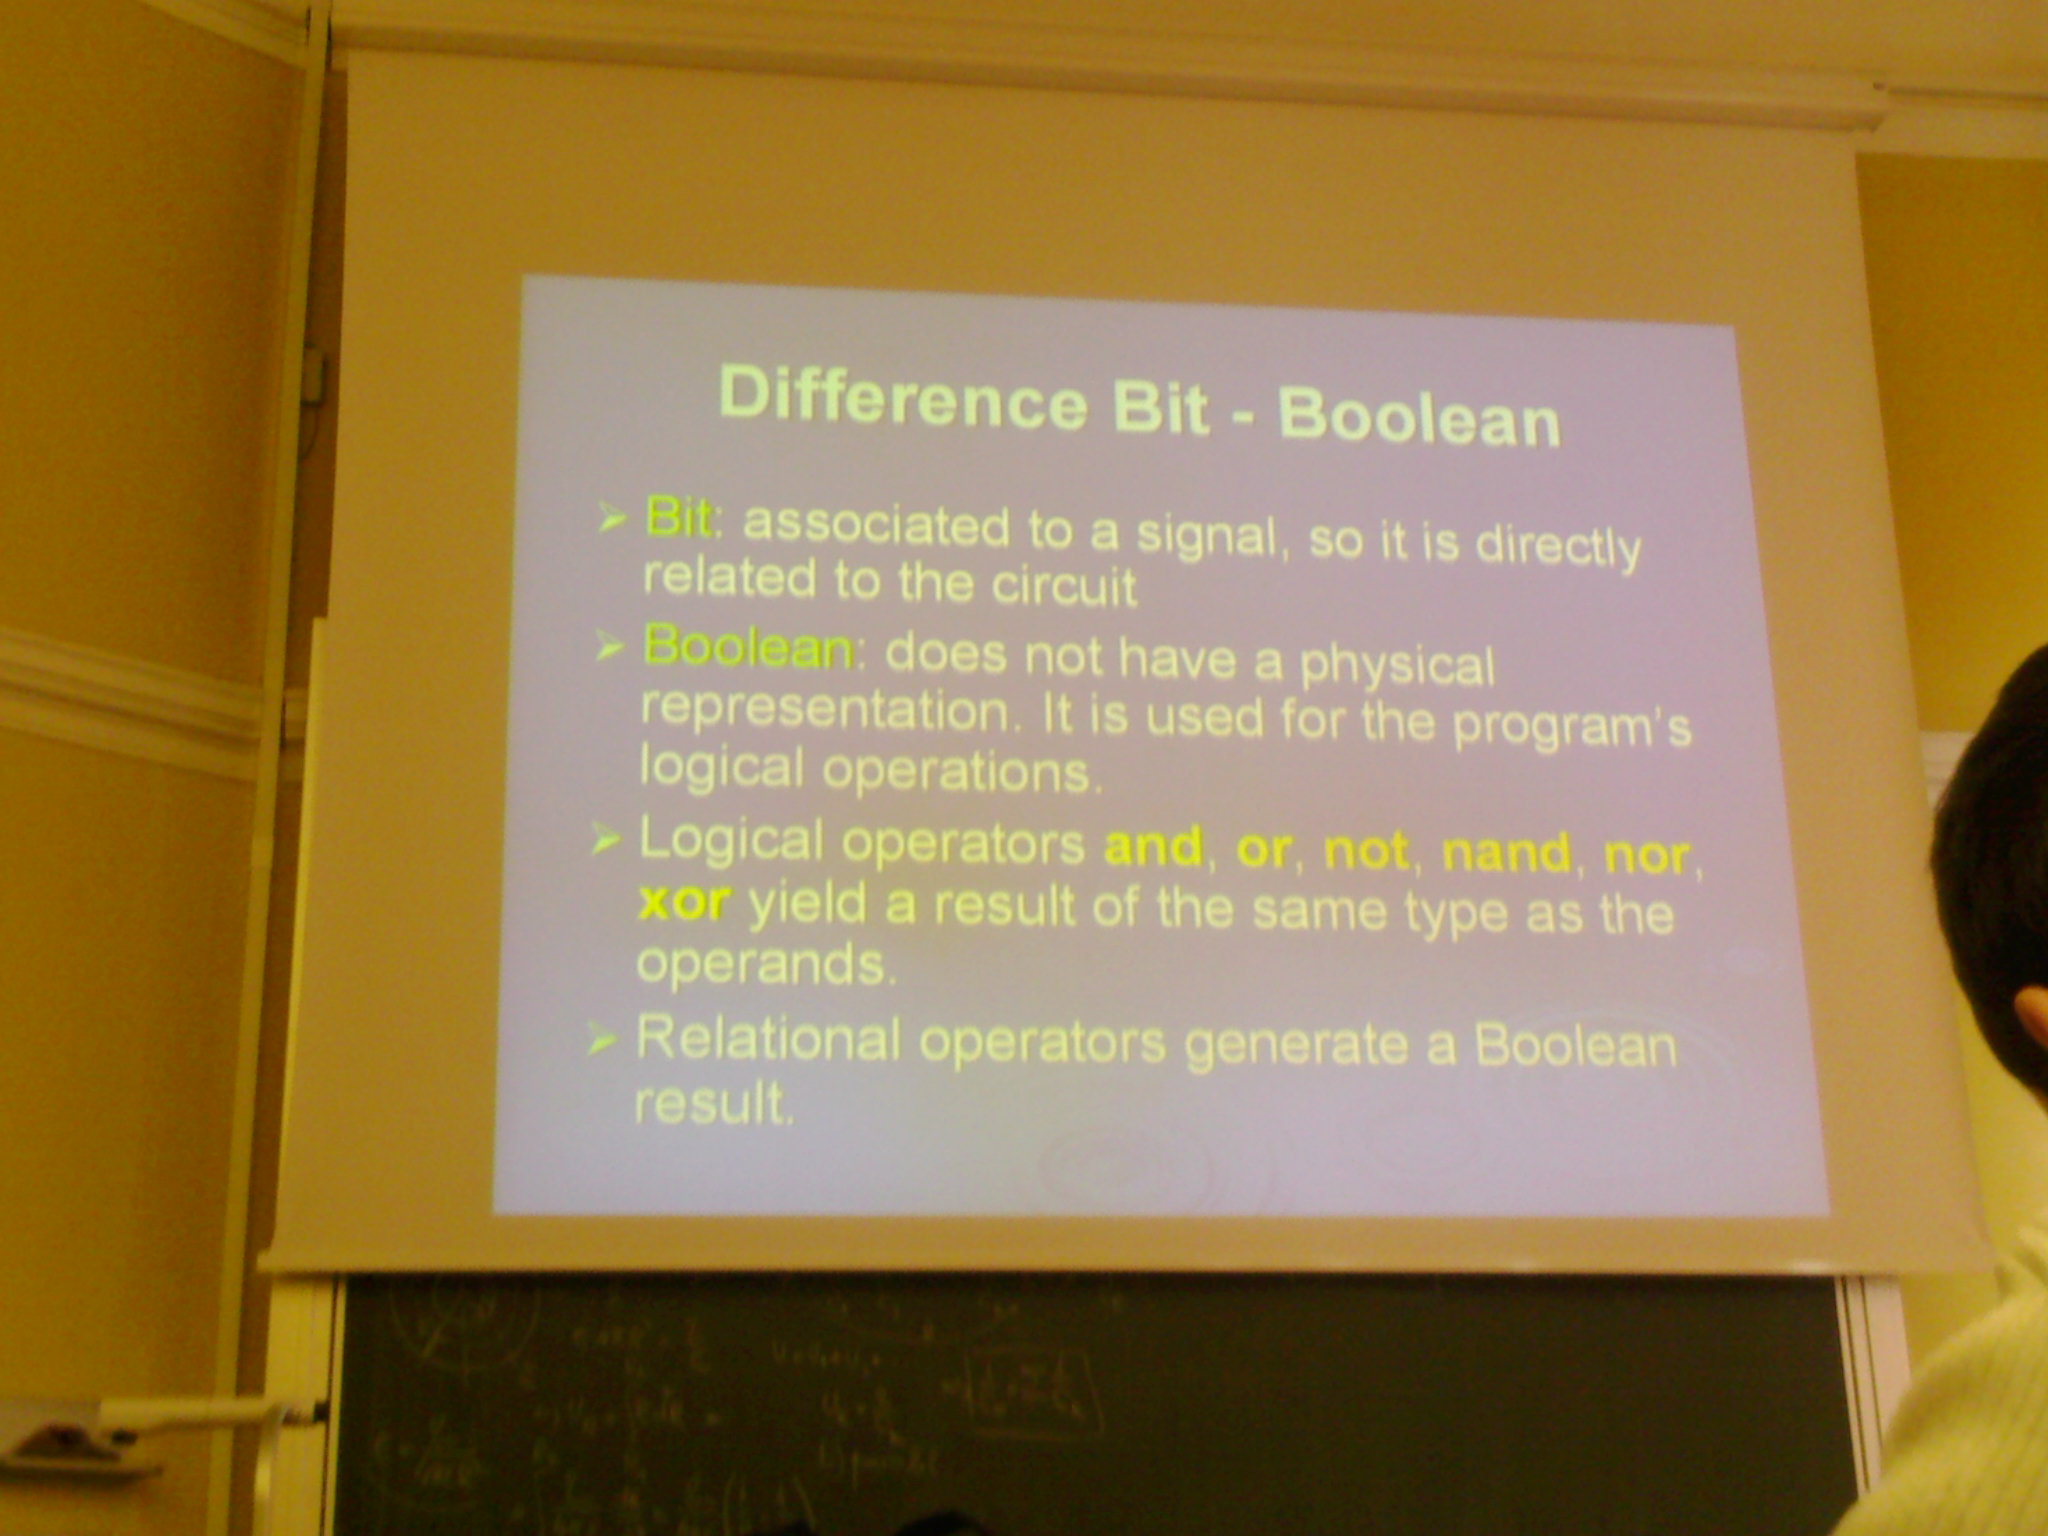 Difference Bit - Boolean
➢ Bit: associated to a signal, so it is directly
related to the circuit
➢ Boolean: does not have a physical
representation. It is used for the program's
logical operations.
➢ Logical operators and, or, not, nand, nor,
xor yield a result of the same type as the
operands.
➢ Relational operators generate a Boolean
result.